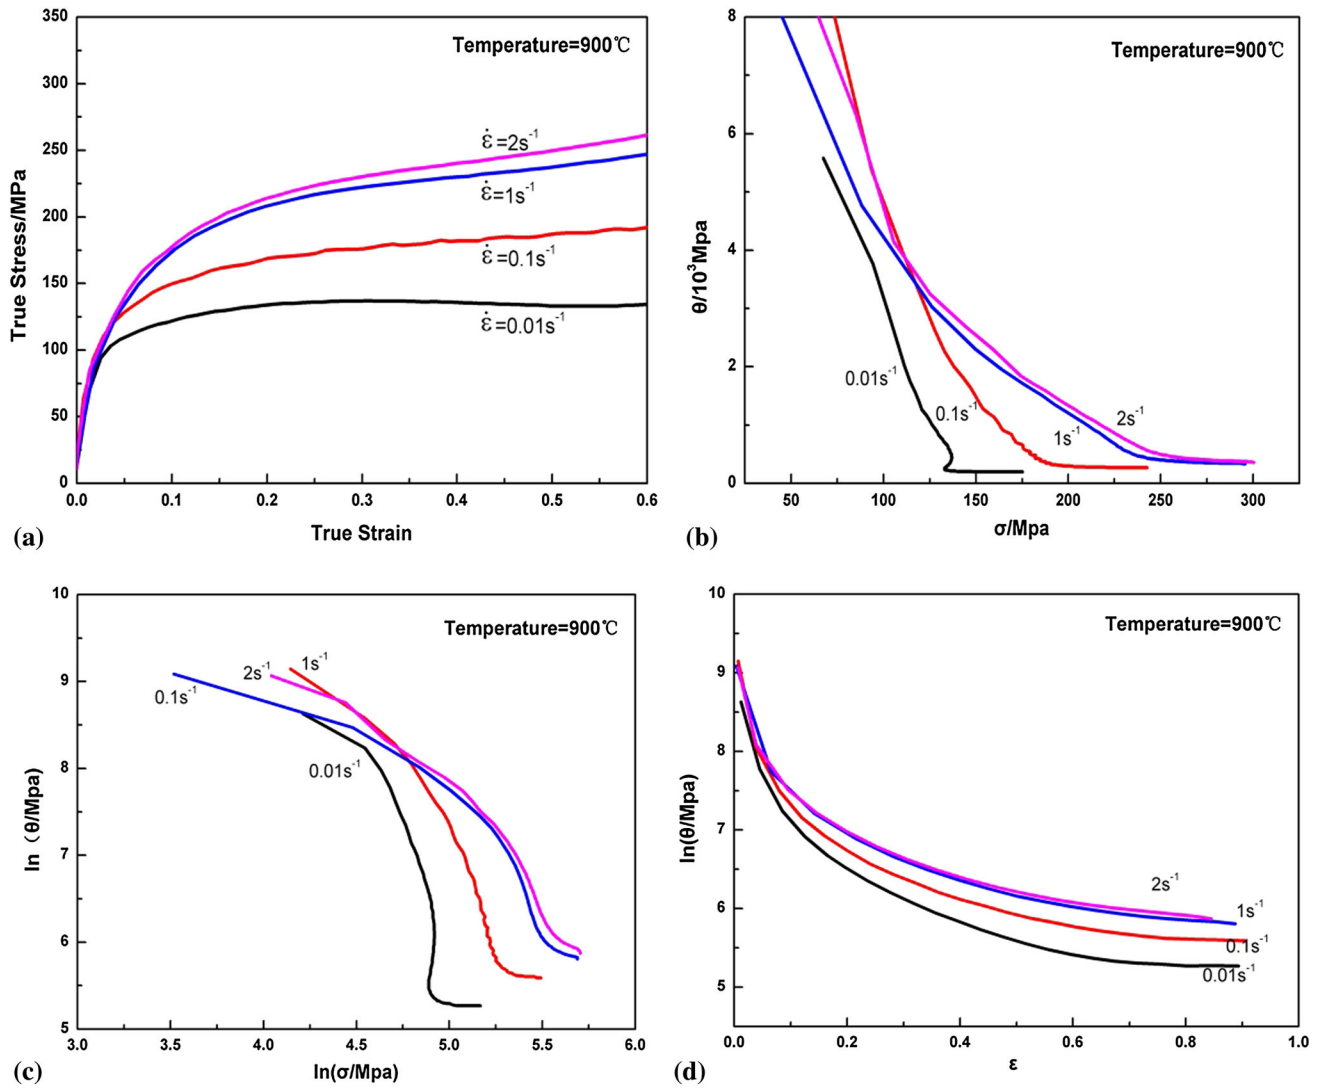 350
300
250
200
150
100
50
0
True Stress/MPa
Temperature=900℃
ε̇=2s⁻¹
ε̇=1s⁻¹
ε̇=0.1s⁻¹
ε̇=0.01s⁻¹
0.0 0.1 0.2 0.3 0.4 0.5 0.6
True Strain
(a)
8
6
4
2
0
θ/10³Mpa
Temperature=900℃
0.01s⁻¹
0.1s⁻¹
1s⁻¹
2s⁻¹
50 100 150 200 250 300
σ/Mpa
(b)
10
9
8
7
6
5
ln（θ/Mpa)
Temperature=900℃
2s⁻¹
1s⁻¹
0.1s⁻¹
0.01s⁻¹
3.0 3.5 4.0 4.5 5.0 5.5 6.0
ln(σ/Mpa)
(c)
10
9
8
7
6
5
ln(θ/Mpa)
Temperature=900℃
2s⁻¹
1s⁻¹
0.1s⁻¹
0.01s⁻¹
0.0 0.2 0.4 0.6 0.8 1.0
ε
(d)